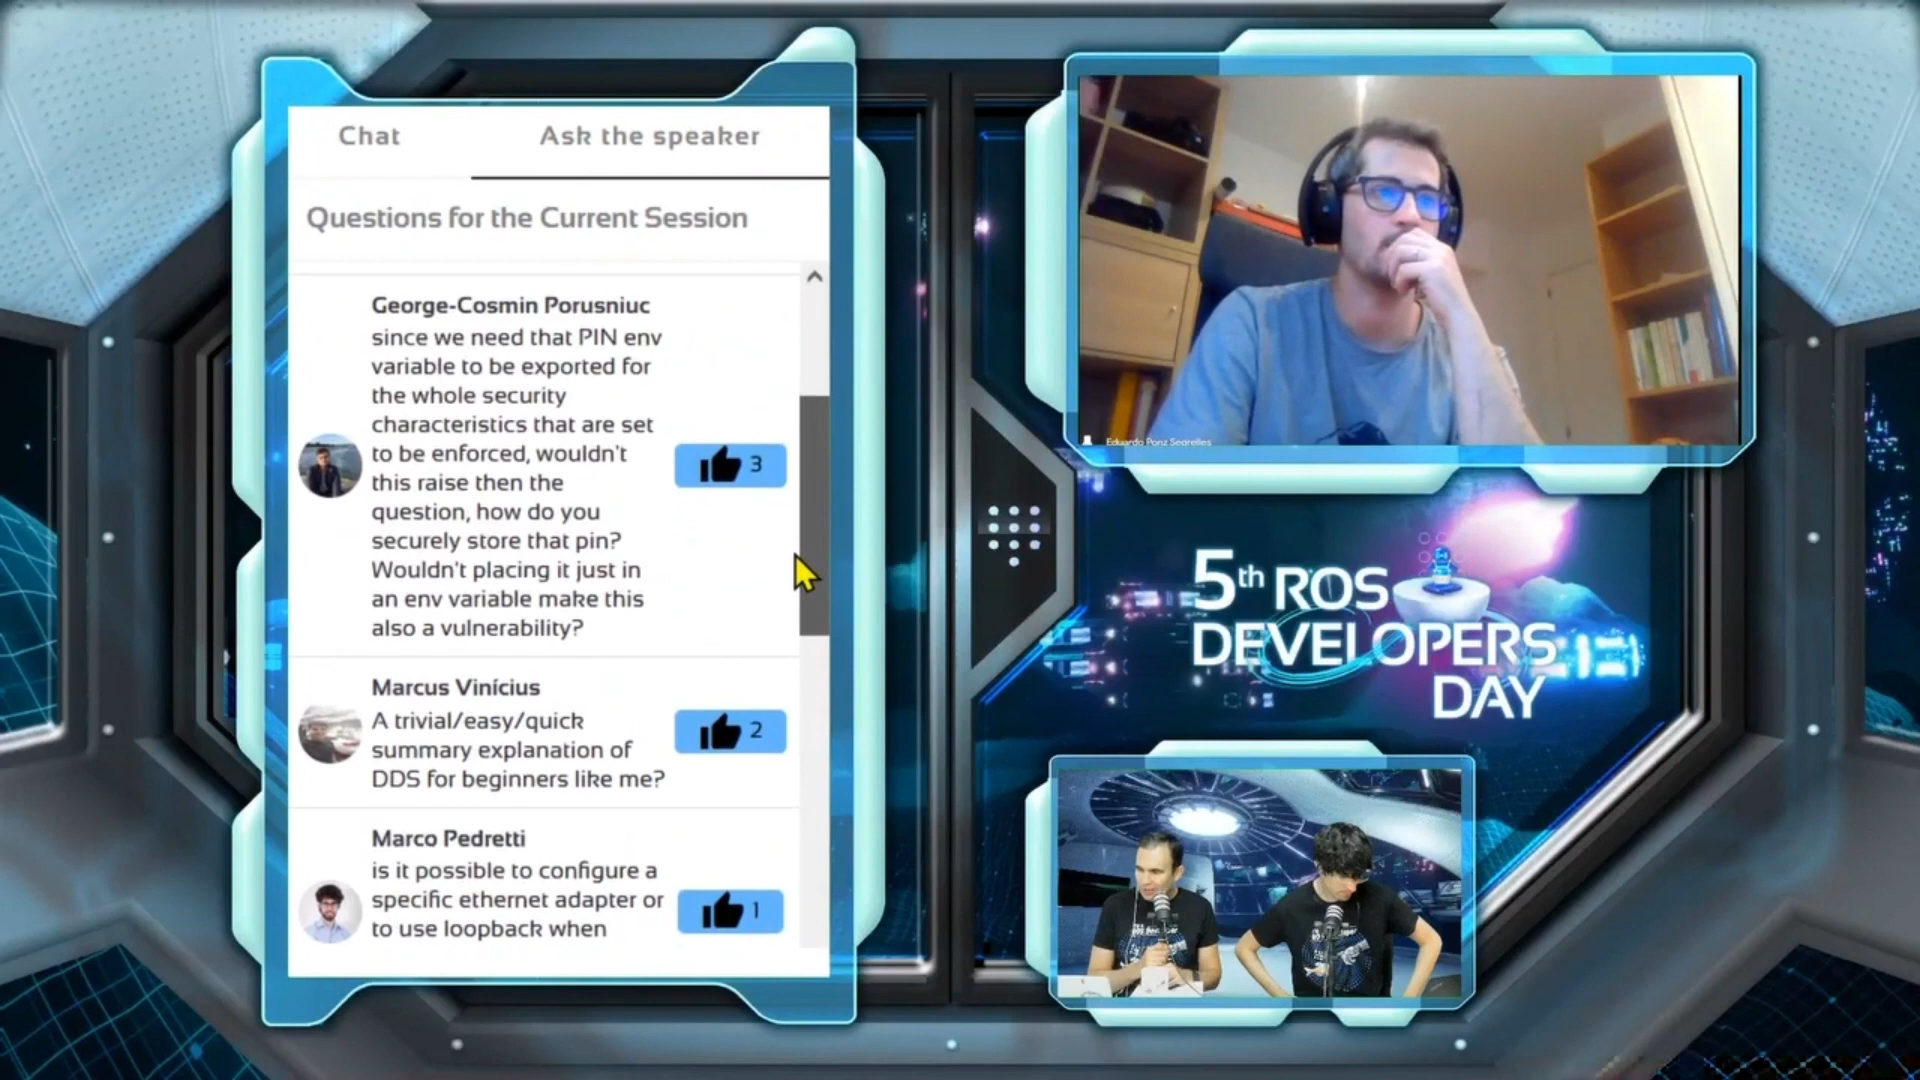 Chat
Ask the speaker
Questions for the Current Session
George-Cosmin Porusniuc
since we need that PIN env
variable to be exported for
the whole security
characteristics that are set
to be enforced, wouldn't
this raise then the
question, how do you
securely store that pin?
Wouldn't placing it just in
an env variable make this
also a vulnerability?
3
Marcus Vinícius
A trivial/easy/quick
summary explanation of
DDS for beginners like me?
2
Marco Pedretti
is it possible to configure a
specific ethernet adapter or
to use loopback when
1
Eduardo Ponz Segrelles
5th ROS
DEVELOPERS
DAY